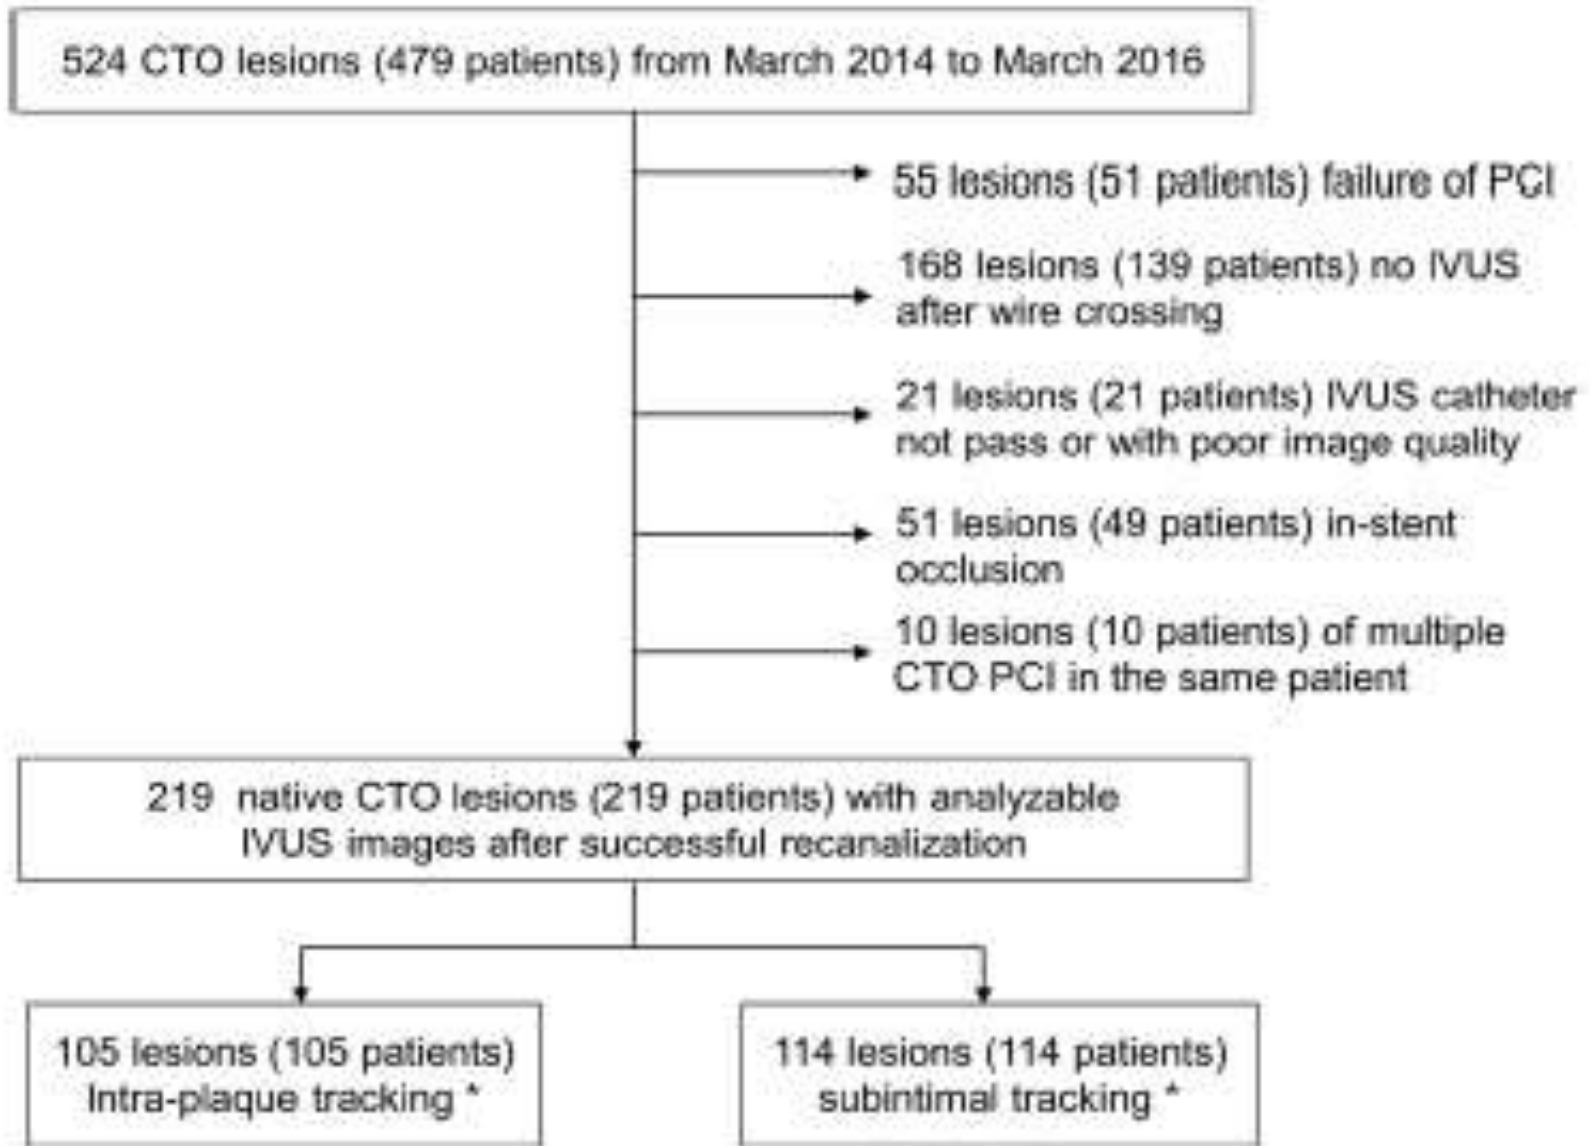 524 CTO lesions (479 patients) from March 2014 to March 2016
55 lesions (51 patients) failure of PCI
168 lesions (139 patients) no IVUS
after wire crossing
21 lesions (21 patients) IVUS catheter
not pass or with poor image quality
51 lesions (49 patients) in-stent
occlusion
10 lesions (10 patients) of multiple
CTO PCI in the same patient
219 native CTO lesions (219 patients) with analyzable
IVUS images after successful recanalization
105 lesions (105 patients)
Intra-plaque tracking *
114 lesions (114 patients)
subintimal tracking *